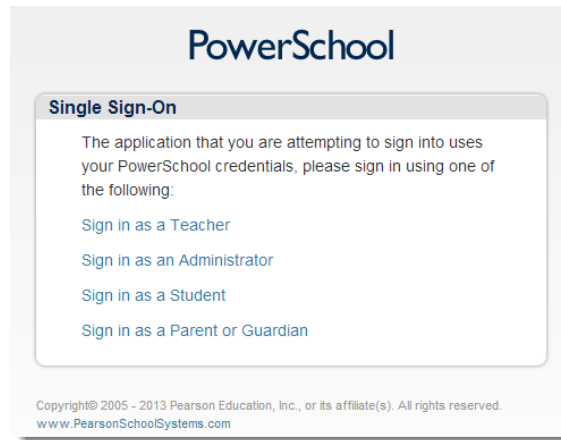 PowerSchool
Single Sign-On
The application that you are attempting to sign into uses
your PowerSchool credentials, please sign in using one of
the following:
Sign in as a Teacher
Sign in as an Administrator
Sign in as a Student
Sign in as a Parent or Guardian
Copyright© 2005 - 2013 Pearson Education, Inc., or its affiliate(s). All rights reserved.
www.PearsonSchoolSystems.com